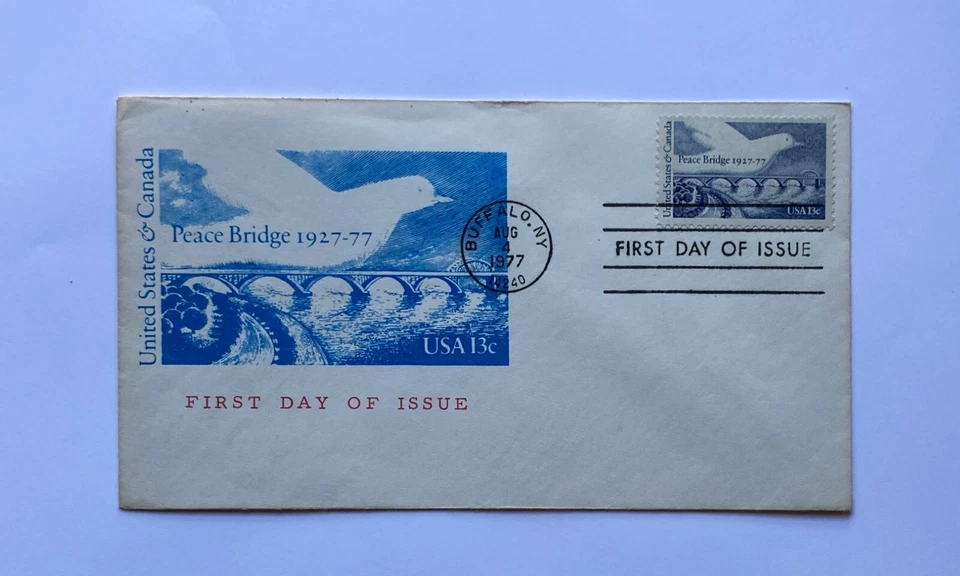 United States & Canada
Peace Bridge 1927-77
USA 13c
FIRST DAY OF ISSUE
BUFFALO, NY
AUG
4
1977
14240
United States & Canada
Peace Bridge 1927-77
USA 13c
FIRST DAY OF ISSUE